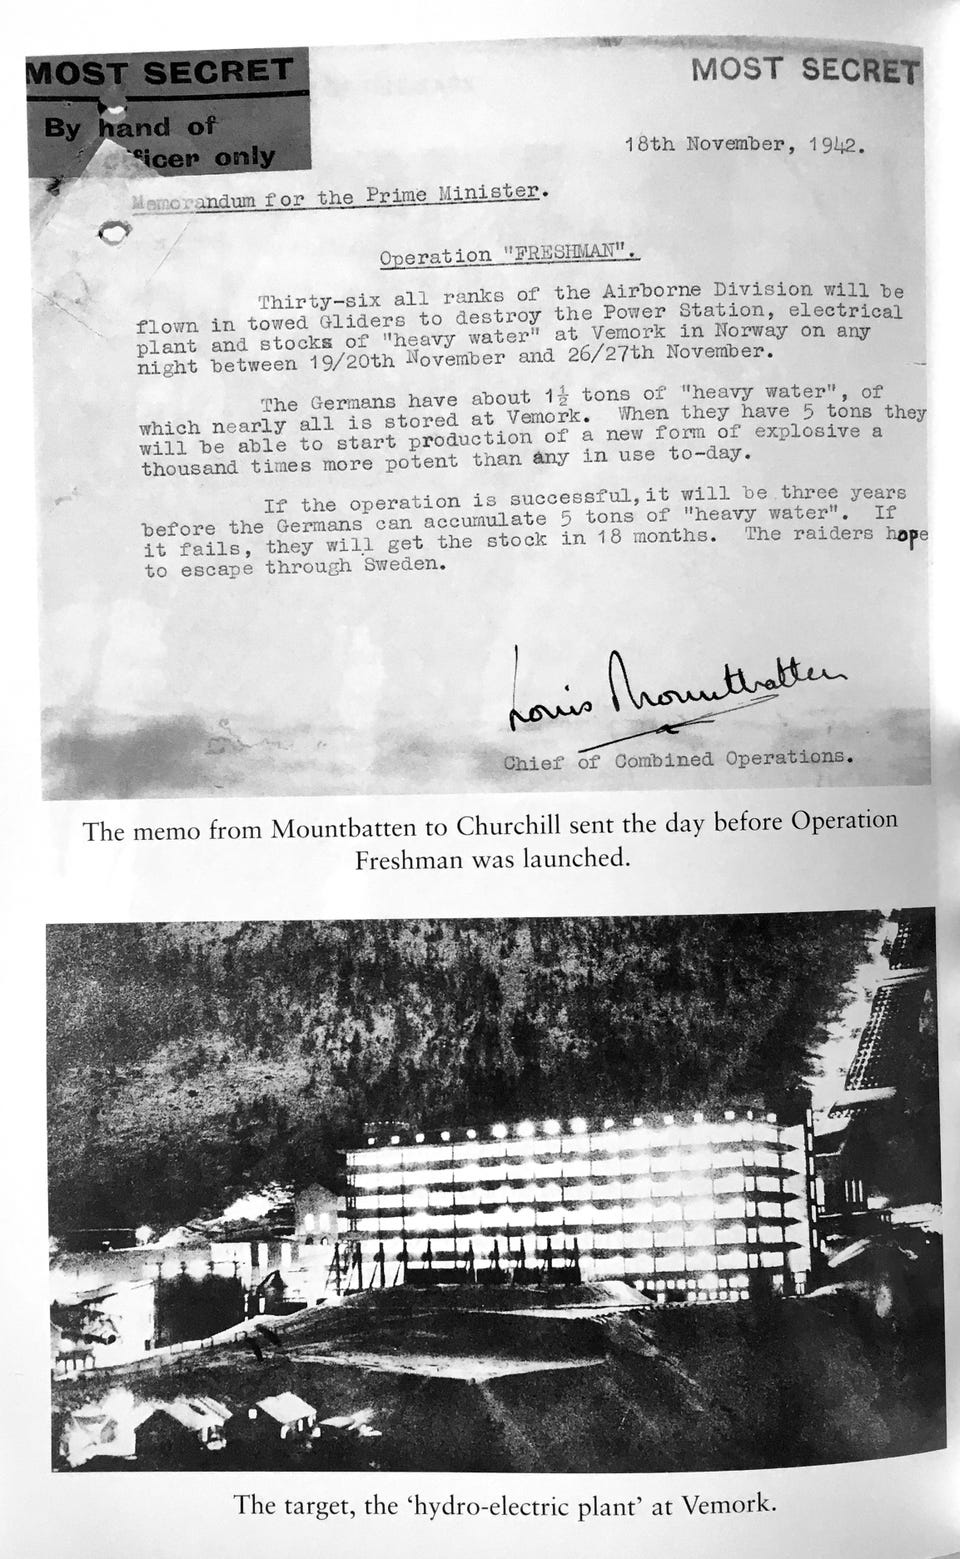 MOST SECRET
By hand of
officer only
MOST SECRET
18th November, 1942.
Memorandum for the Prime Minister.
Operation "FRESHMAN".
Thirty-six all ranks of the Airborne Division will be
flown in towed Gliders to destroy the Power Station, electrical
plant and stocks of "heavy water" at Vemork in Norway on any
night between 19/20th November and 26/27th November.
The Germans have about 1½ tons of "heavy water", of
which nearly all is stored at Vemork. When they have 5 tons they
will be able to start production of a new form of explosive a
thousand times more potent than any in use to-day.
If the operation is successful, it will be three years
before the Germans can accumulate 5 tons of "heavy water". If
it fails, they will get the stock in 18 months. The raiders hope
to escape through Sweden.
Louis Mountbatten
Chief of Combined Operations.
The memo from Mountbatten to Churchill sent the day before Operation
Freshman was launched.
The target, the ‘hydro-electric plant’ at Vemork.